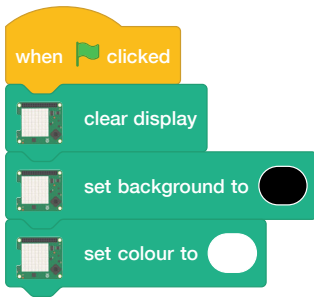 when clicked
clear display
set background to
set colour to